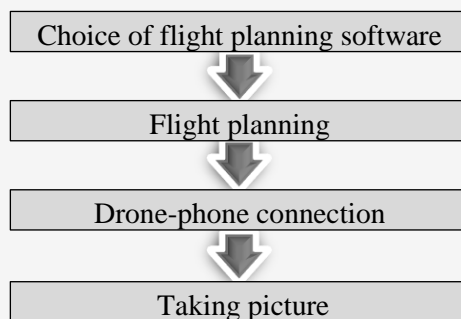 Choice of flight planning software
Flight planning
Drone-phone connection
Taking picture